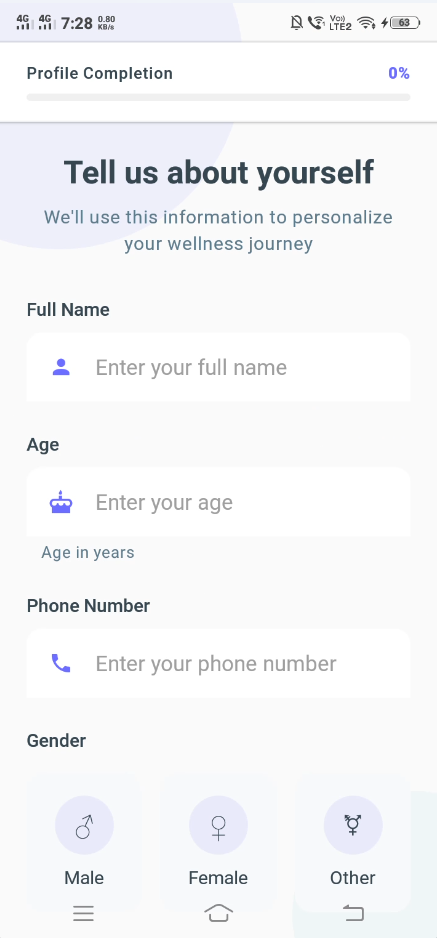 4G 4G 7:28 0.80 KB/s Vo)) LTE2 63
Profile Completion 0%
Tell us about yourself
We'll use this information to personalize
your wellness journey
Full Name
Enter your full name
Age
Enter your age
Age in years
Phone Number
Enter your phone number
Gender
Male Female Other